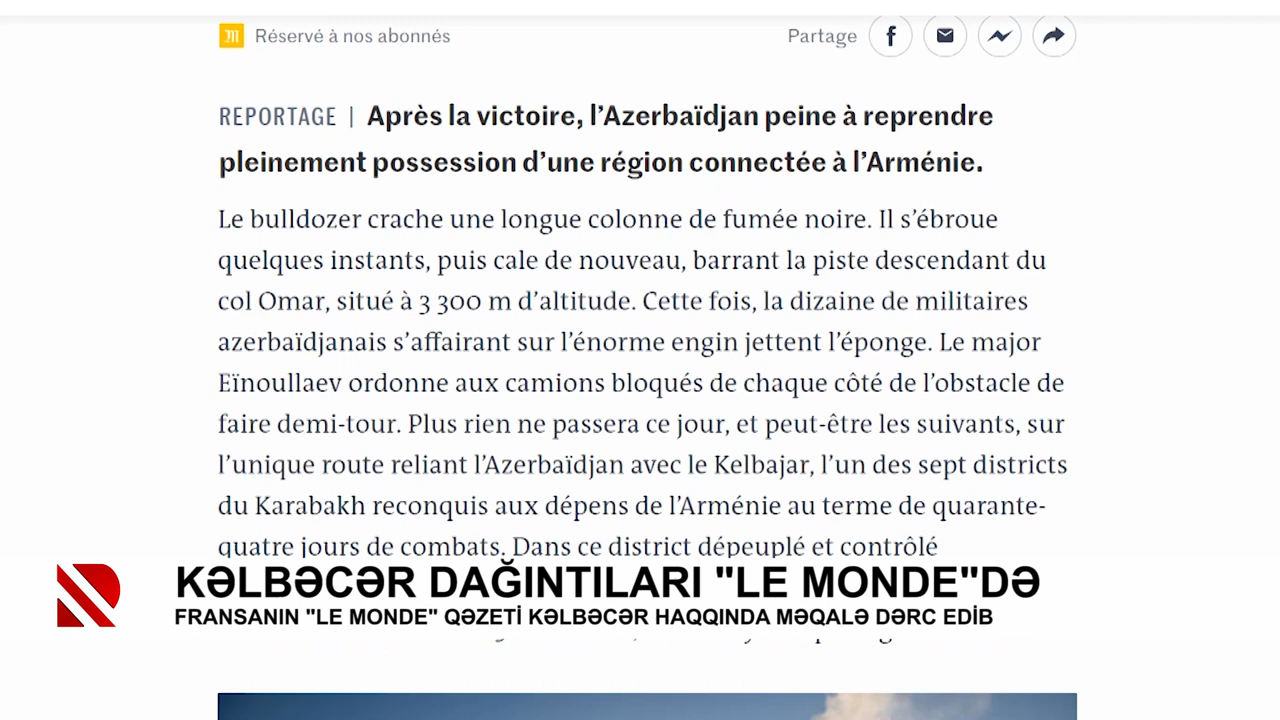 Réservé à nos abonnés
Partage
REPORTAGE | Après la victoire, l’Azerbaïdjan peine à reprendre
pleinement possession d’une région connectée à l’Arménie.
Le bulldozer crache une longue colonne de fumée noire. Il s’ébroue
quelques instants, puis cale de nouveau, barrant la piste descendant du
col Omar, situé à 3 300 m d’altitude. Cette fois, la dizaine de militaires
azerbaïdjanais s’affairant sur l’énorme engin jettent l’éponge. Le major
Eïnoullaev ordonne aux camions bloqués de chaque côté de l’obstacle de
faire demi-tour. Plus rien ne passera ce jour, et peut-être les suivants, sur
l’unique route reliant l’Azerbaïdjan avec le Kelbajar, l’un des sept districts
du Karabakh reconquis aux dépens de l’Arménie au terme de quarante-
quatre jours de combats. Dans ce district dépeuplé et contrôlé
KƏLBƏCƏR DAĞINTILARI "LE MONDE"DƏ
FRANSANIN "LE MONDE" QƏZETİ KƏLBƏCƏR HAQQINDA MƏQALƏ DƏRC EDİB